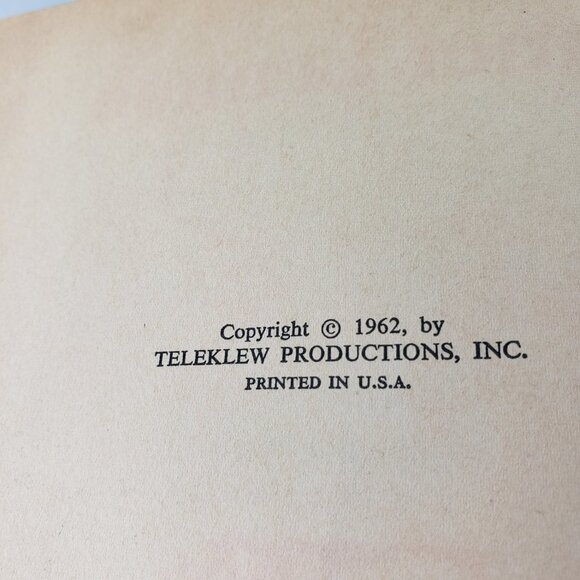 Copyright © 1962, by
TELEKLEW PRODUCTIONS, INC.
PRINTED IN U.S.A.